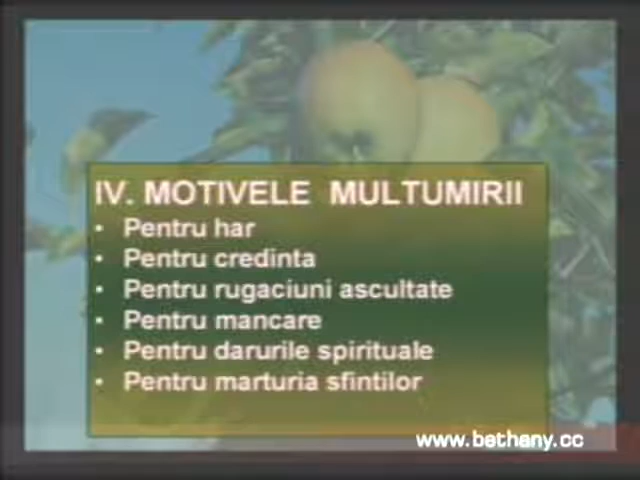 IV. MOTIVELE MULTUMIRII
• Pentru har
• Pentru credinta
• Pentru rugaciuni ascultate
• Pentru mancare
• Pentru darurile spirituale
• Pentru marturia sfintilor
www.bethany.cc